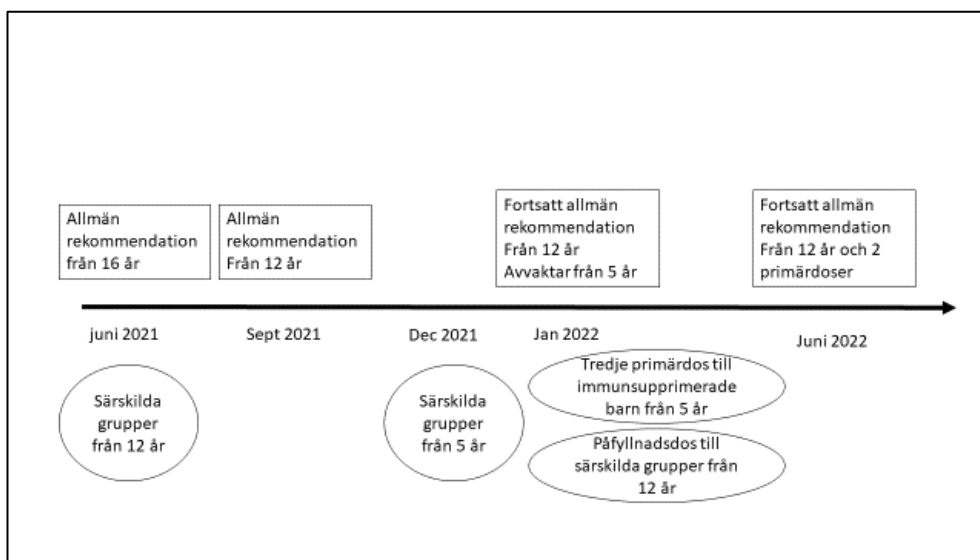 Allmän
rekommendation
från 16 år
Allmän
rekommendation
Från 12 år
Fortsatt allmän
rekommendation
Från 12 år
Avvaktar från 5 år
Fortsatt allmän
rekommendation
Från 12 år och 2
primärdoser
juni 2021
Sept 2021
Dec 2021
Jan 2022
Juni 2022
Särskilda
grupper
från 12 år
Särskilda
grupper
från 5 år
Tredje primärdos till
immunsupprimerade
barn från 5 år
Påfyllnadsdos till
särskilda grupper från
12 år